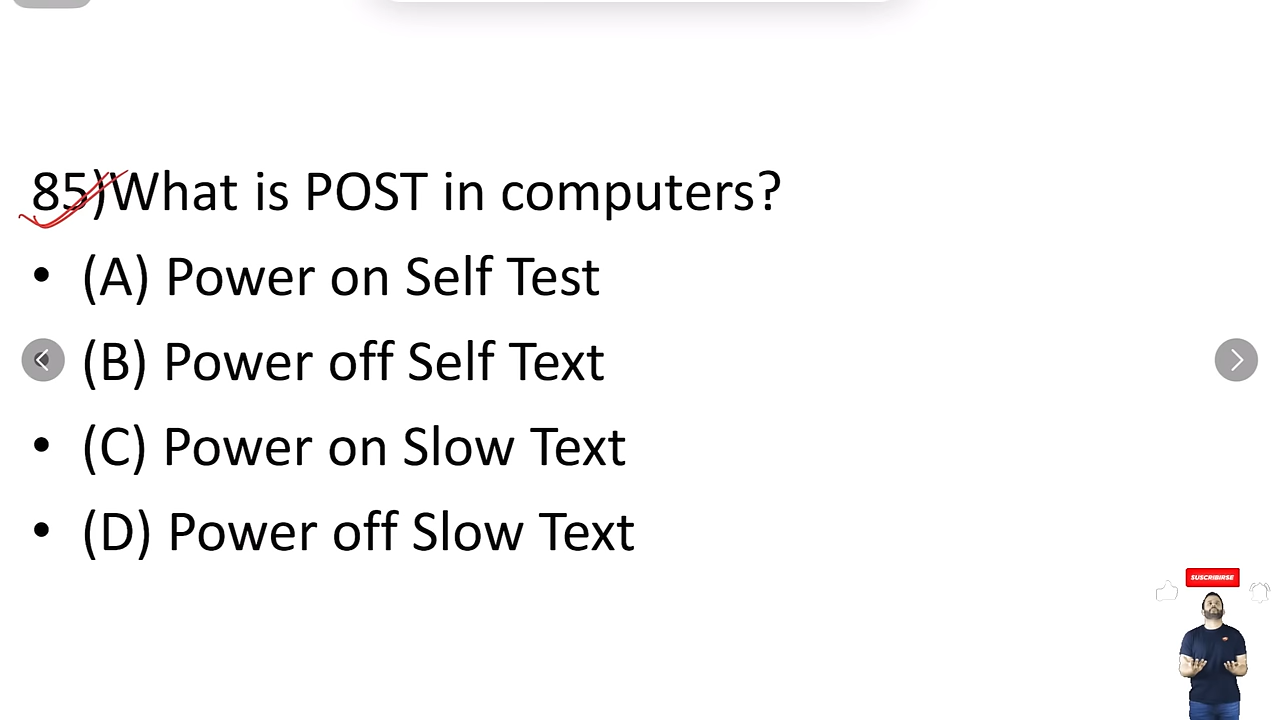 85)What is POST in computers?
• (A) Power on Self Test
• (B) Power off Self Text
• (C) Power on Slow Text
• (D) Power off Slow Text
SUSCRIBIRSE